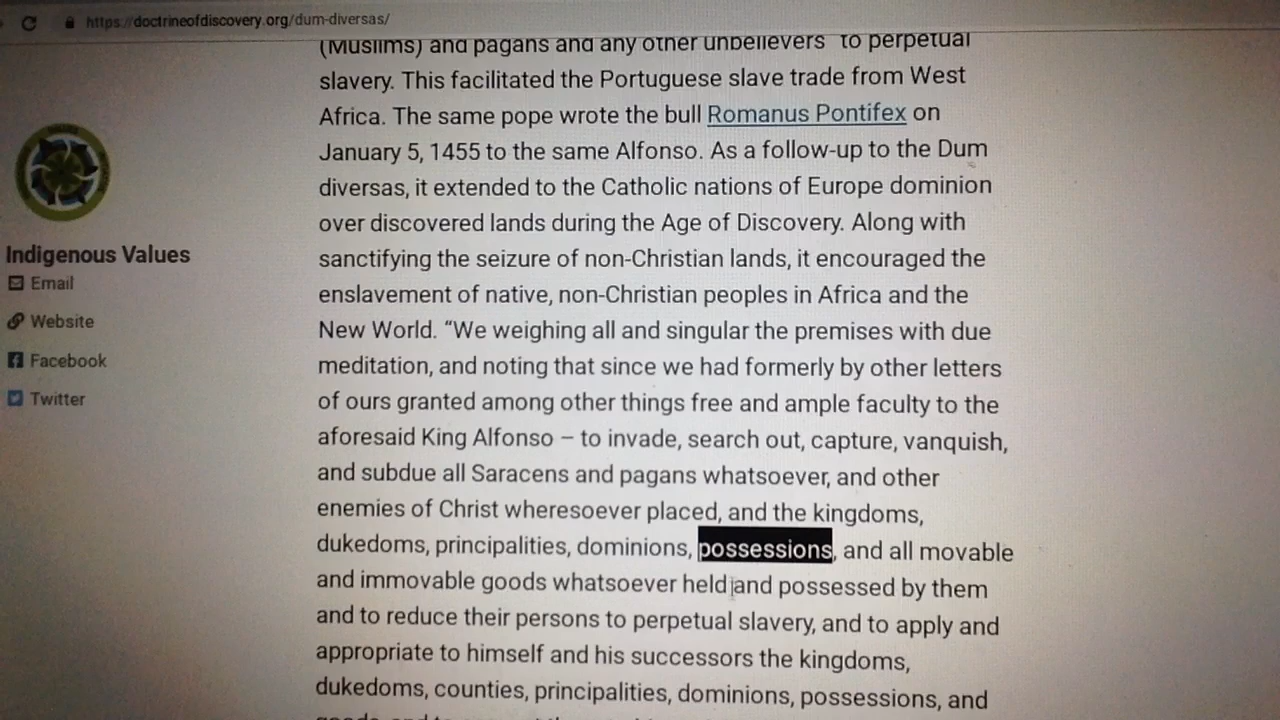 https://doctrineofdiscovery.org/dum-diversas/
(Muslims) and pagans and any other unbelievers" to perpetual
slavery. This facilitated the Portuguese slave trade from West
Africa. The same pope wrote the bull Romanus Pontifex on
January 5, 1455 to the same Alfonso. As a follow-up to the Dum
diversas, it extended to the Catholic nations of Europe dominion
over discovered lands during the Age of Discovery. Along with
sanctifying the seizure of non-Christian lands, it encouraged the
enslavement of native, non-Christian peoples in Africa and the
New World. “We weighing all and singular the premises with due
meditation, and noting that since we had formerly by other letters
of ours granted among other things free and ample faculty to the
aforesaid King Alfonso – to invade, search out, capture, vanquish,
and subdue all Saracens and pagans whatsoever, and other
enemies of Christ wheresoever placed, and the kingdoms,
dukedoms, principalities, dominions, possessions, and all movable
and immovable goods whatsoever held and possessed by them
and to reduce their persons to perpetual slavery, and to apply and
appropriate to himself and his successors the kingdoms,
dukedoms, counties, principalities, dominions, possessions, and
Indigenous Values
Email
Website
Facebook
Twitter